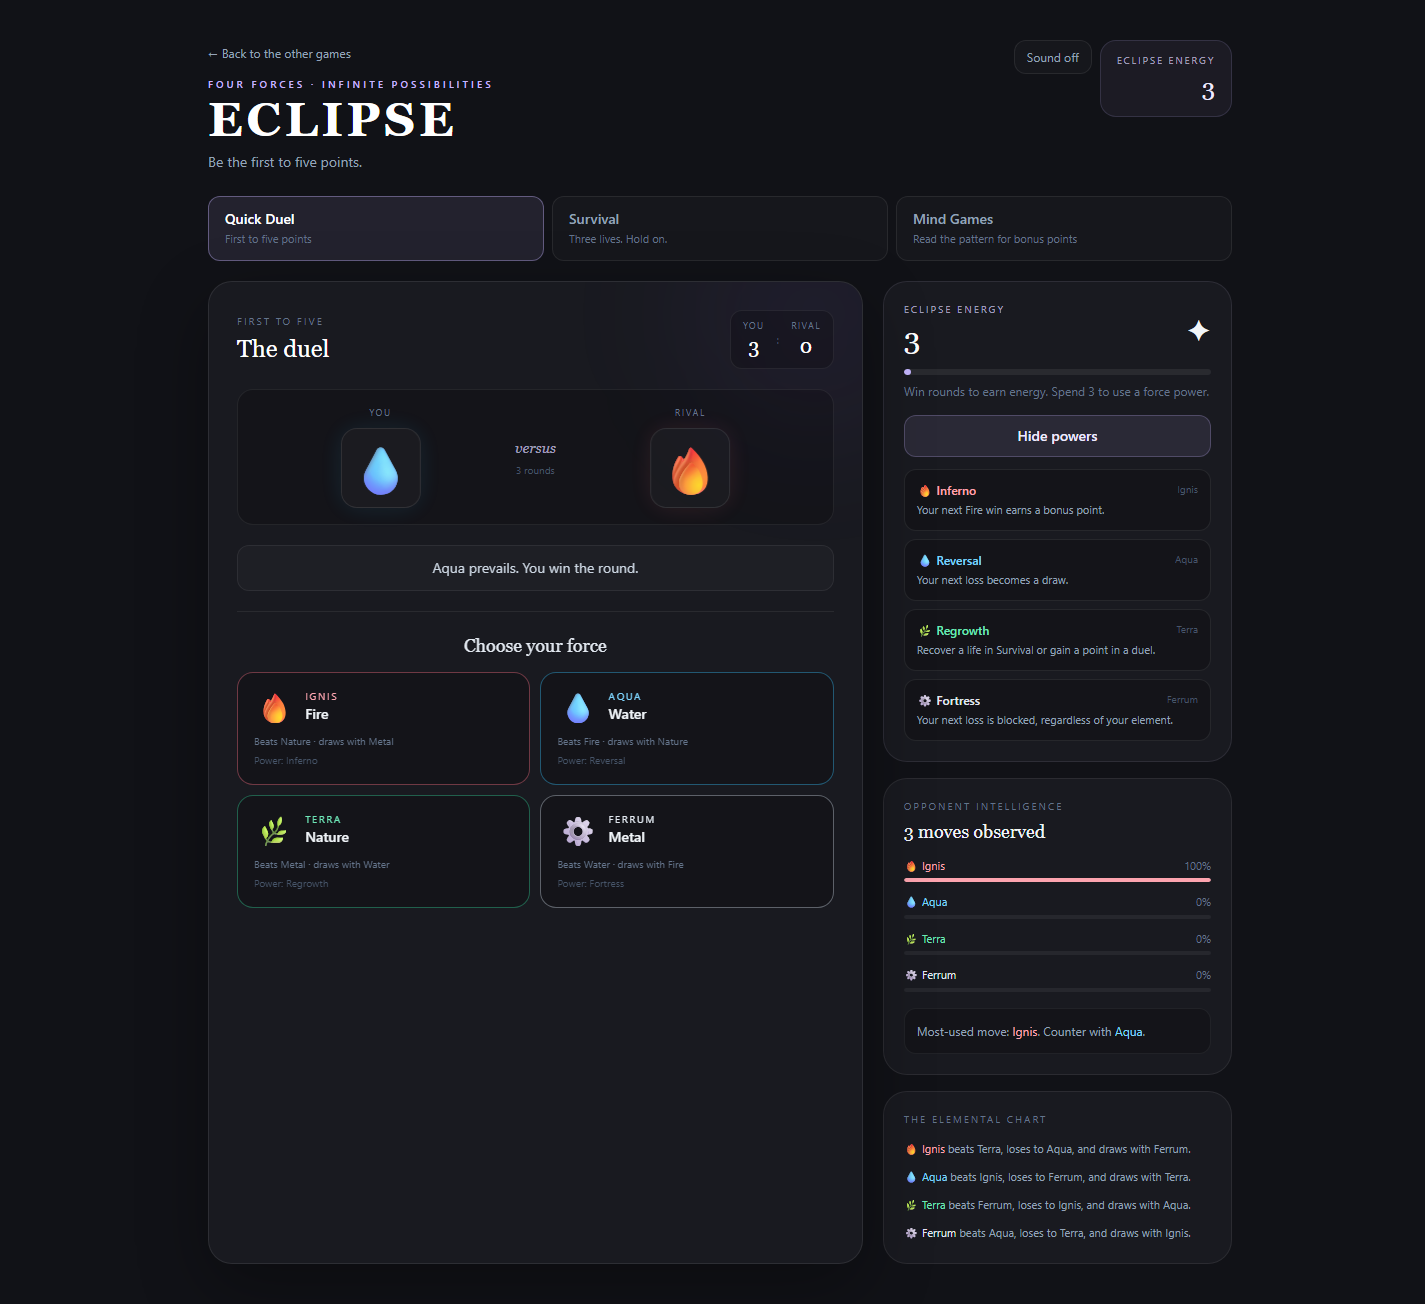 ← Back to the other games
Sound off
ECLIPSE ENERGY
3
FOUR FORCES · INFINITE POSSIBILITIES
ECLIPSE
Be the first to five points.
Quick Duel
First to five points
Survival
Three lives. Hold on.
Mind Games
Read the pattern for bonus points
FIRST TO FIVE
The duel
YOU : RIVAL
3 0
YOU
RIVAL
versus
3 rounds
Aqua prevails. You win the round.
Choose your force
IGNIS
Fire
Beats Nature · draws with Metal
Power: Inferno
AQUA
Water
Beats Fire · draws with Nature
Power: Reversal
TERRA
Nature
Beats Metal · draws with Water
Power: Regrowth
FERRUM
Metal
Beats Water · draws with Fire
Power: Fortress
ECLIPSE ENERGY
3
Win rounds to earn energy. Spend 3 to use a force power.
Hide powers
Inferno Ignis
Your next Fire win earns a bonus point.
Reversal Aqua
Your next loss becomes a draw.
Regrowth Terra
Recover a life in Survival or gain a point in a duel.
Fortress Ferrum
Your next loss is blocked, regardless of your element.
OPPONENT INTELLIGENCE
3 moves observed
Ignis 100%
Aqua 0%
Terra 0%
Ferrum 0%
Most-used move: Ignis. Counter with Aqua.
THE ELEMENTAL CHART
Ignis beats Terra, loses to Aqua, and draws with Ferrum.
Aqua beats Ignis, loses to Ferrum, and draws with Terra.
Terra beats Ferrum, loses to Ignis, and draws with Aqua.
Ferrum beats Aqua, loses to Terra, and draws with Ignis.